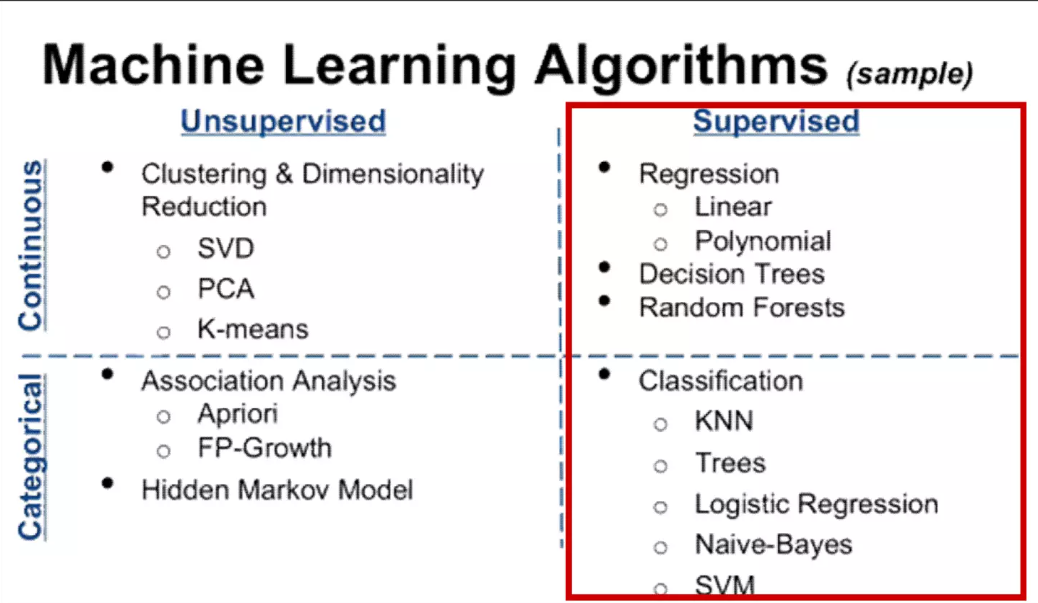 Machine Learning Algorithms (sample)
Unsupervised
Supervised
Continuous
• Clustering & Dimensionality
Reduction
o SVD
o PCA
o K-means
• Regression
o Linear
o Polynomial
• Decision Trees
• Random Forests
Categorical
• Association Analysis
o Apriori
o FP-Growth
• Hidden Markov Model
• Classification
o KNN
o Trees
o Logistic Regression
o Naive-Bayes
o SVM